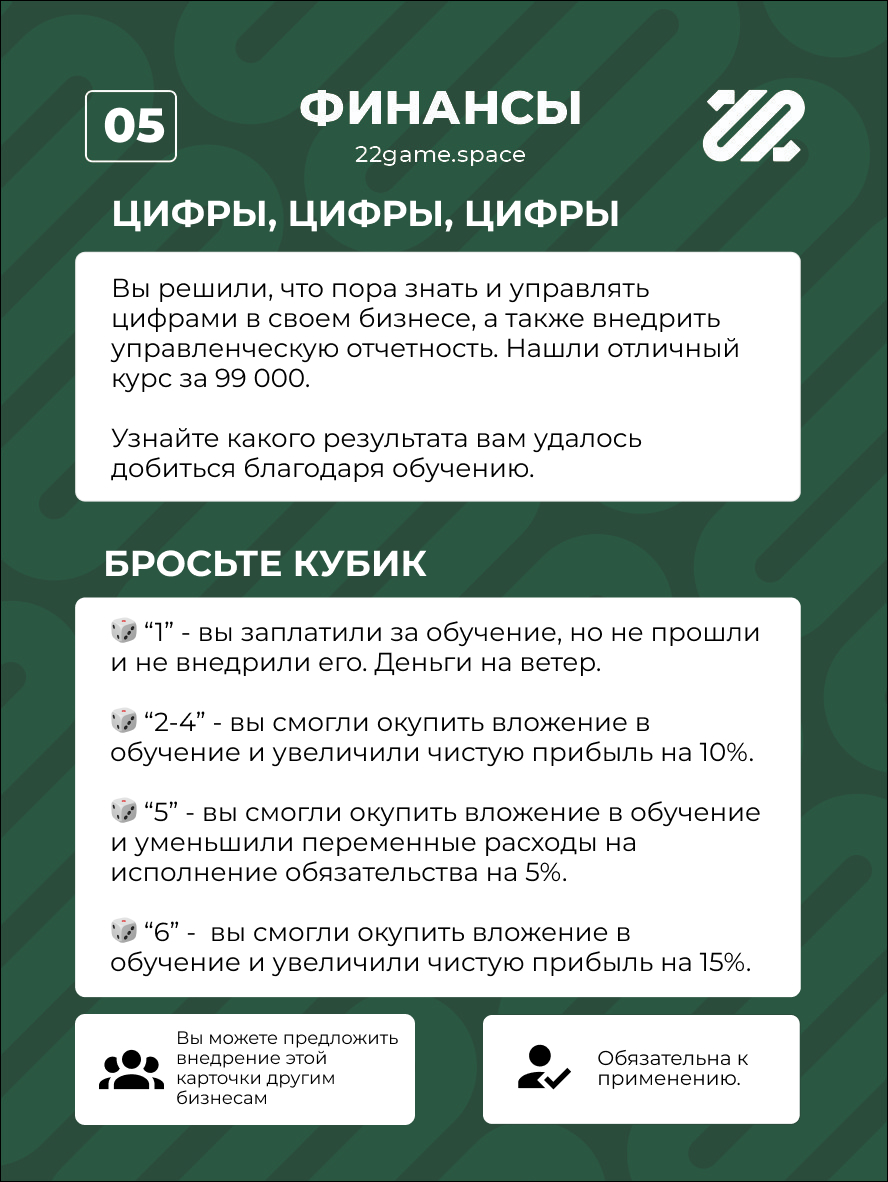 05
ФИНАНСЫ
22game.space
ЦИФРЫ, ЦИФРЫ, ЦИФРЫ
Вы решили, что пора знать и управлять
цифрами в своем бизнесе, а также внедрить
управленческую отчетность. Нашли отличный
курс за 99 000.
Узнайте какого результата вам удалось
добиться благодаря обучению.
БРОСЬТЕ КУБИК
“1” - вы заплатили за обучение, но не прошли
и не внедрили его. Деньги на ветер.
“2-4” - вы смогли окупить вложение в
обучение и увеличили чистую прибыль на 10%.
“5” - вы смогли окупить вложение в обучение
и уменьшили переменные расходы на
исполнение обязательства на 5%.
“6” -  вы смогли окупить вложение в
обучение и увеличили чистую прибыль на 15%.
Вы можете предложить
внедрение этой
карточки другим
бизнесам
Обязательна к
применению.